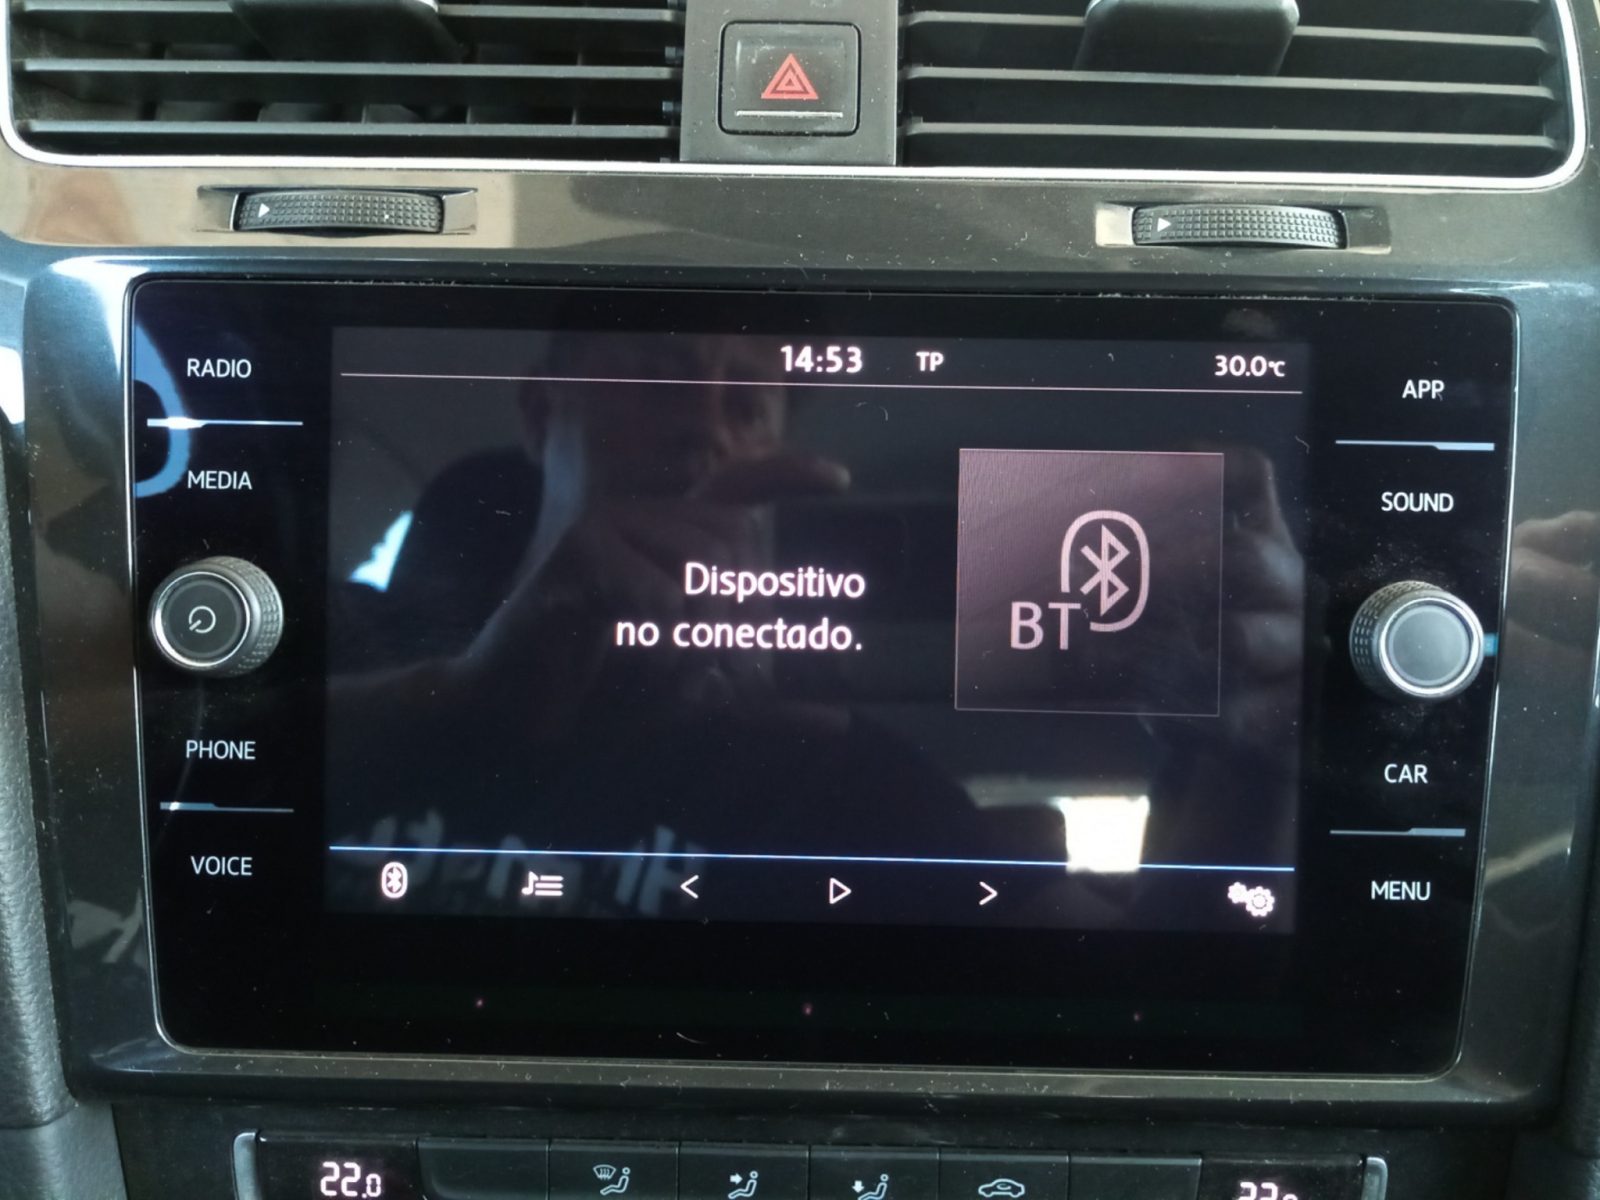 14:53 TP 30.0°C
RADIO
APP
MEDIA
SOUND
Dispositivo
no conectado.
BT
PHONE
CAR
VOICE
MENU
22.0